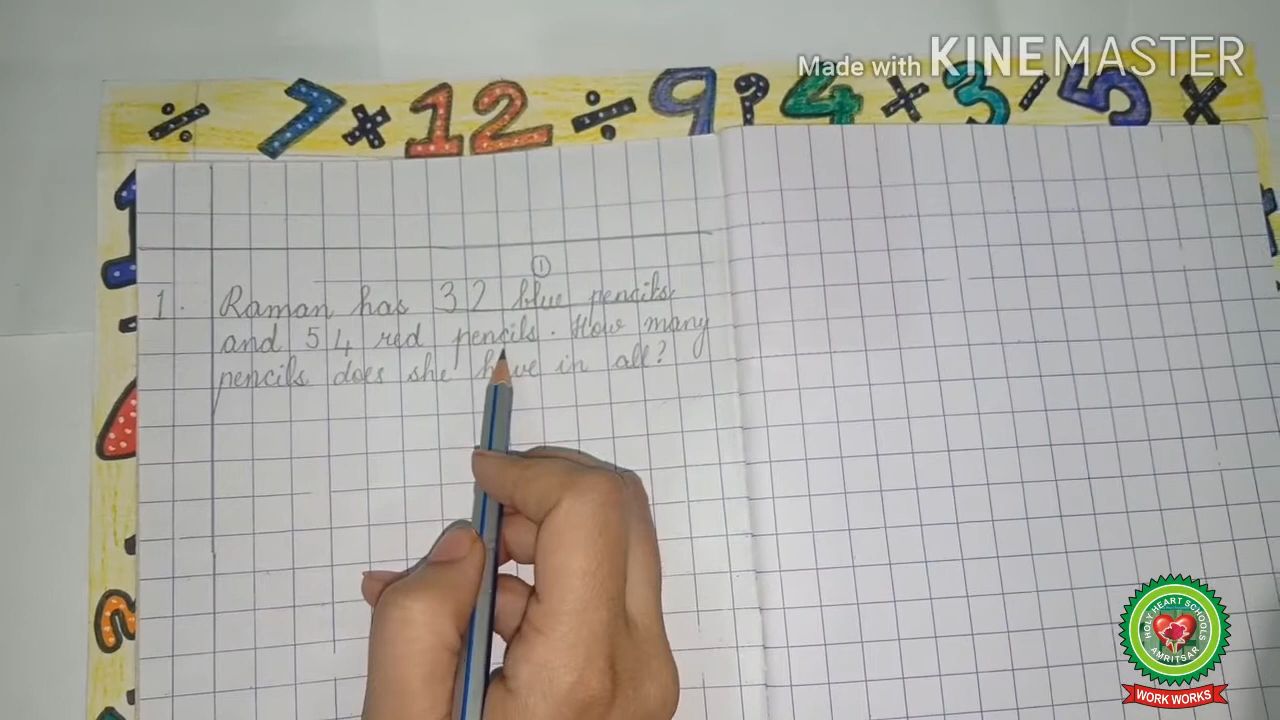 Made with KINEMASTER
÷ 7 × 12 ÷ 9 ? 4 × 3 - 5 ×
1
1. Raman has 32 blue pencils
and 54 red pencils. How many
pencils does she have in all?
2
HOLY HEART SCHOOLS
AMRITSAR
WORK WORKS